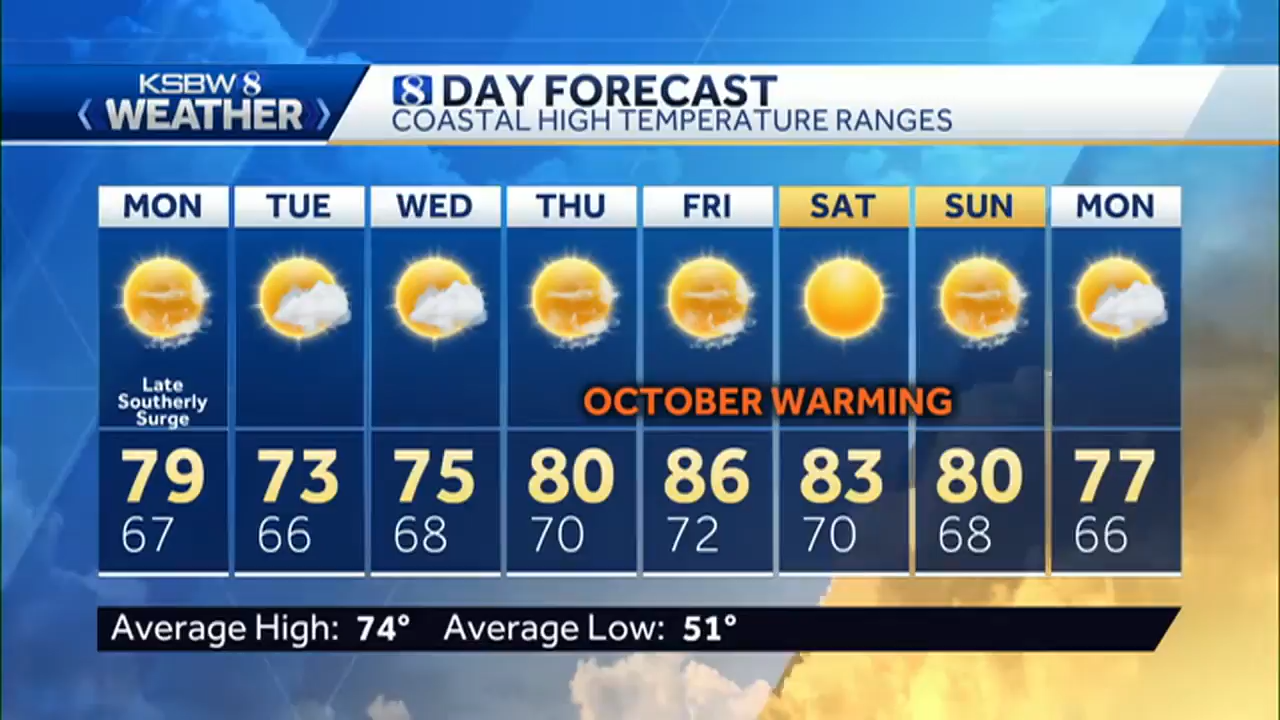 KSBW 8
WEATHER
8 DAY FORECAST
COASTAL HIGH TEMPERATURE RANGES
MON TUE WED THU FRI SAT SUN MON
Late
Southerly
Surge
OCTOBER WARMING
79 73 75 80 86 83 80 77
67 66 68 70 72 70 68 66
Average High: 74° Average Low: 51°